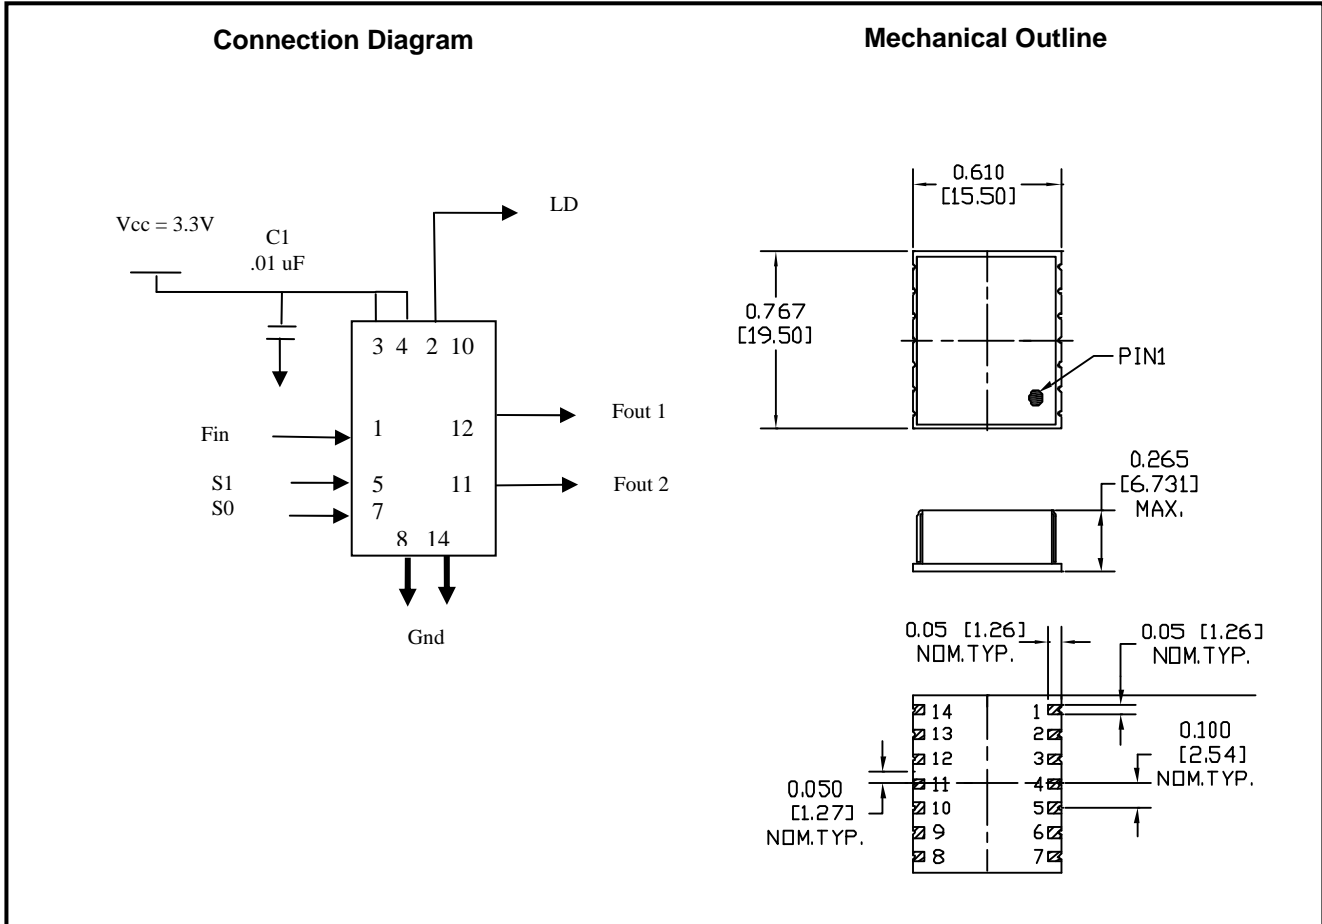 Connection Diagram
Mechanical Outline
LD
Vcc = 3.3V
C1
.01 uF
3 4 2 10
Fout 1
Fin
1 12
S1
5 11
Fout 2
S0
7
8 14
Gnd
0.610
[15.50]
0.767
[19.50]
PIN1
0.265
[6.731]
MAX.
0.05 [1.26]
NOM.TYP.
0.05 [1.26]
NOM.TYP.
14 1
13 2
12 3
11 4
10 5
9 6
8 7
0.100
[2.54]
NOM.TYP.
0.050
[1.27]
NOM.TYP.